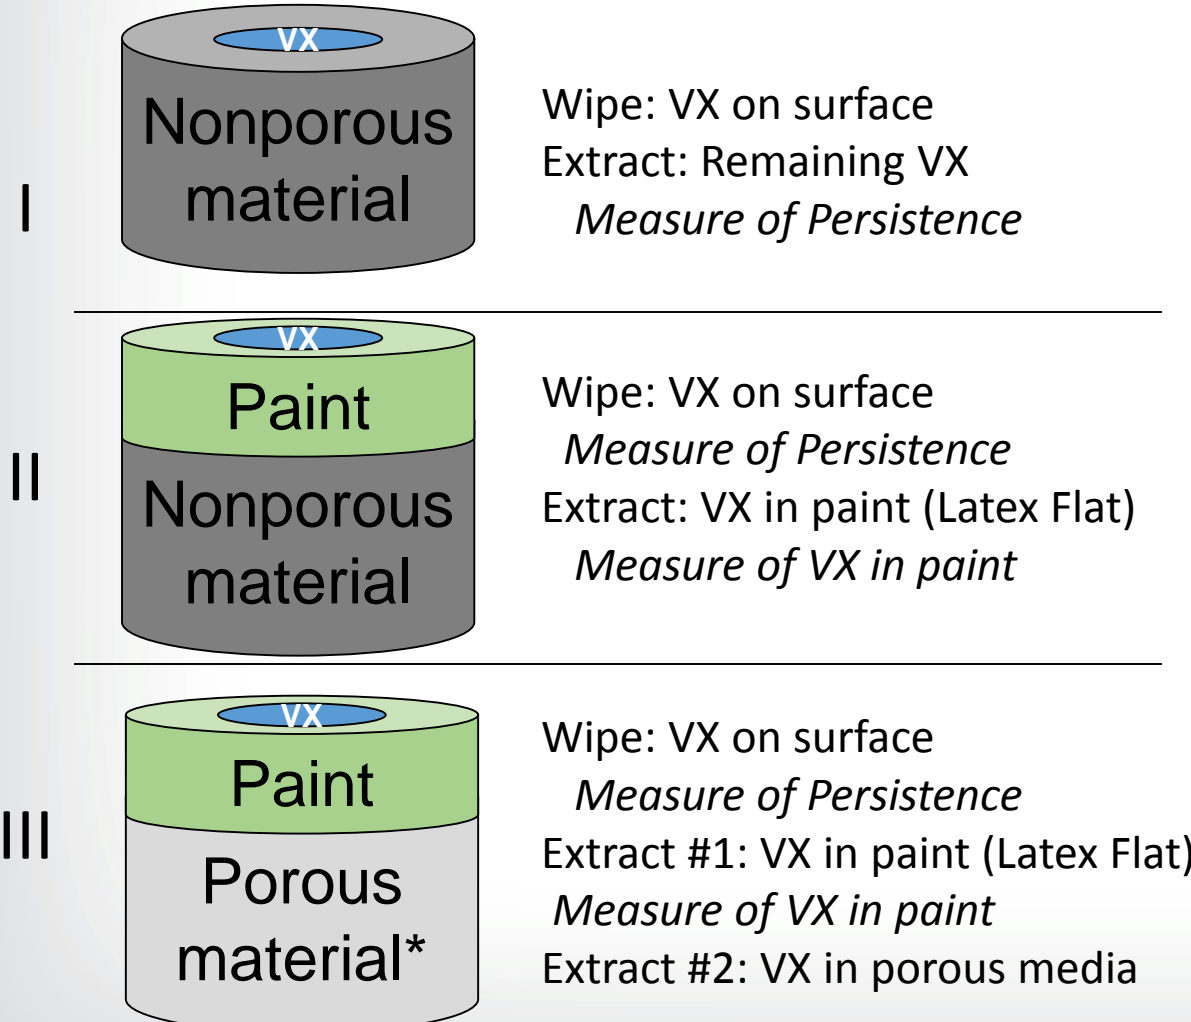 VX
Nonporous
material
I
Wipe: VX on surface
Extract: Remaining VX
Measure of Persistence
VX
Paint
Nonporous
material
II
Wipe: VX on surface
Measure of Persistence
Extract: VX in paint (Latex Flat)
Measure of VX in paint
VX
Paint
Porous
material*
III
Wipe: VX on surface
Measure of Persistence
Extract #1: VX in paint (Latex Flat)
Measure of VX in paint
Extract #2: VX in porous media